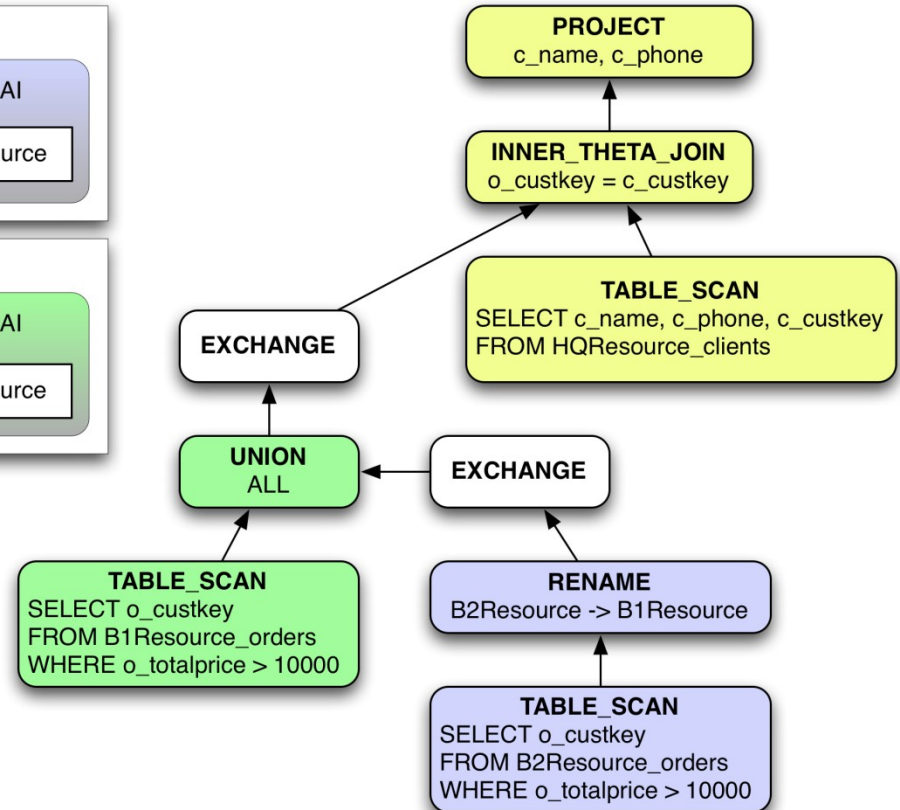 AI
urce
AI
urce
PROJECT
c_name, c_phone
INNER_THETA_JOIN
o_custkey = c_custkey
TABLE_SCAN
SELECT c_name, c_phone, c_custkey
FROM HQResource_clients
EXCHANGE
UNION
ALL
EXCHANGE
TABLE_SCAN
SELECT o_custkey
FROM B1Resource_orders
WHERE o_totalprice > 10000
RENAME
B2Resource -> B1Resource
TABLE_SCAN
SELECT o_custkey
FROM B2Resource_orders
WHERE o_totalprice > 10000